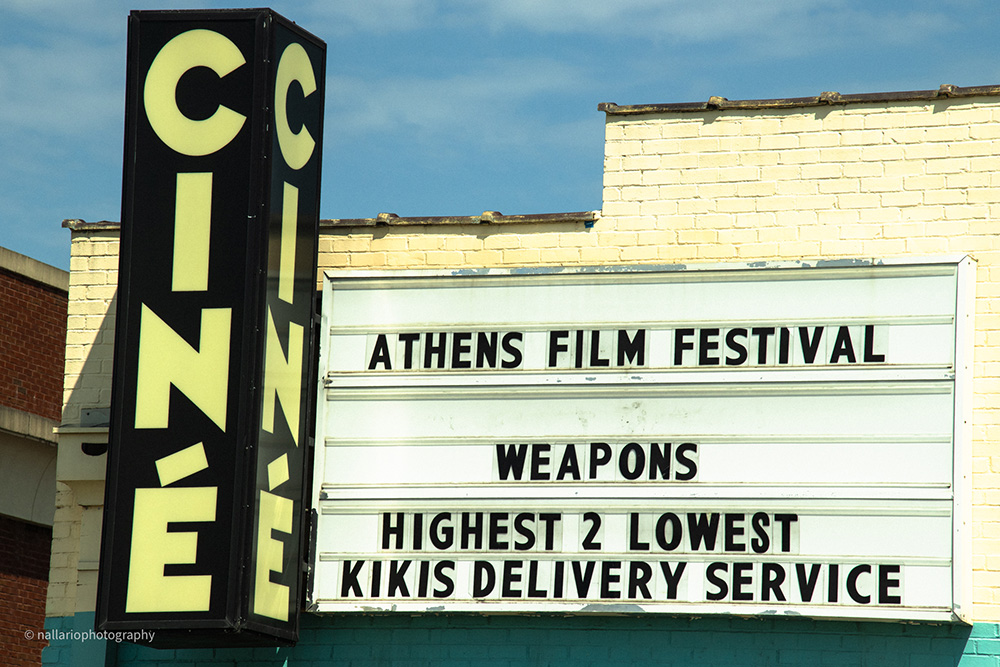 CINÉ
CINÉ
ATHENS FILM FESTIVAL
WEAPONS
HIGHEST 2 LOWEST
KIKIS DELIVERY SERVICE
© nallariophotography